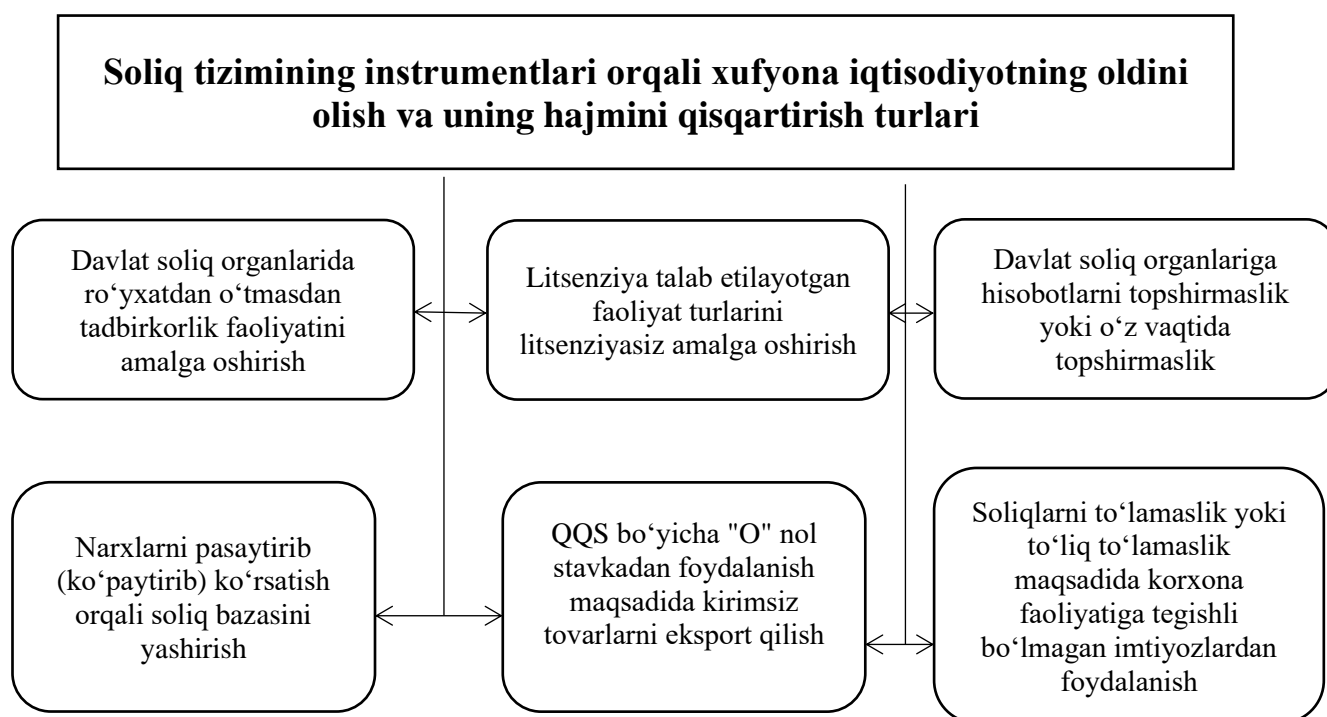 Soliq tizimining instrumentlari orqali xufyona iqtisodiyotning oldini
olish va uning hajmini qisqartirish turlari
Davlat soliq organlarida
ro‘yxatdan o‘tmasdan
tadbirkorlik faoliyatini
amalga oshirish
Litsenziya talab etilayotgan
faoliyat turlarini
litsenziyasiz amalga oshirish
Davlat soliq organlariga
hisobotlarni topshirmaslik
yoki o‘z vaqtida
topshirmaslik
Narxlarni pasaytirib
(ko‘paytirib) ko‘rsatish
orqali soliq bazasini
yashirish
QQS bo‘yicha "O" nol
stavkadan foydalanish
maqsadida kirimsiz
tovarlarni eksport qilish
Soliqlarni to‘lamaslik yoki
to‘liq to‘lamaslik
maqsadida korxona
faoliyatiga tegishli
bo‘lmagan imtiyozlardan
foydalanish